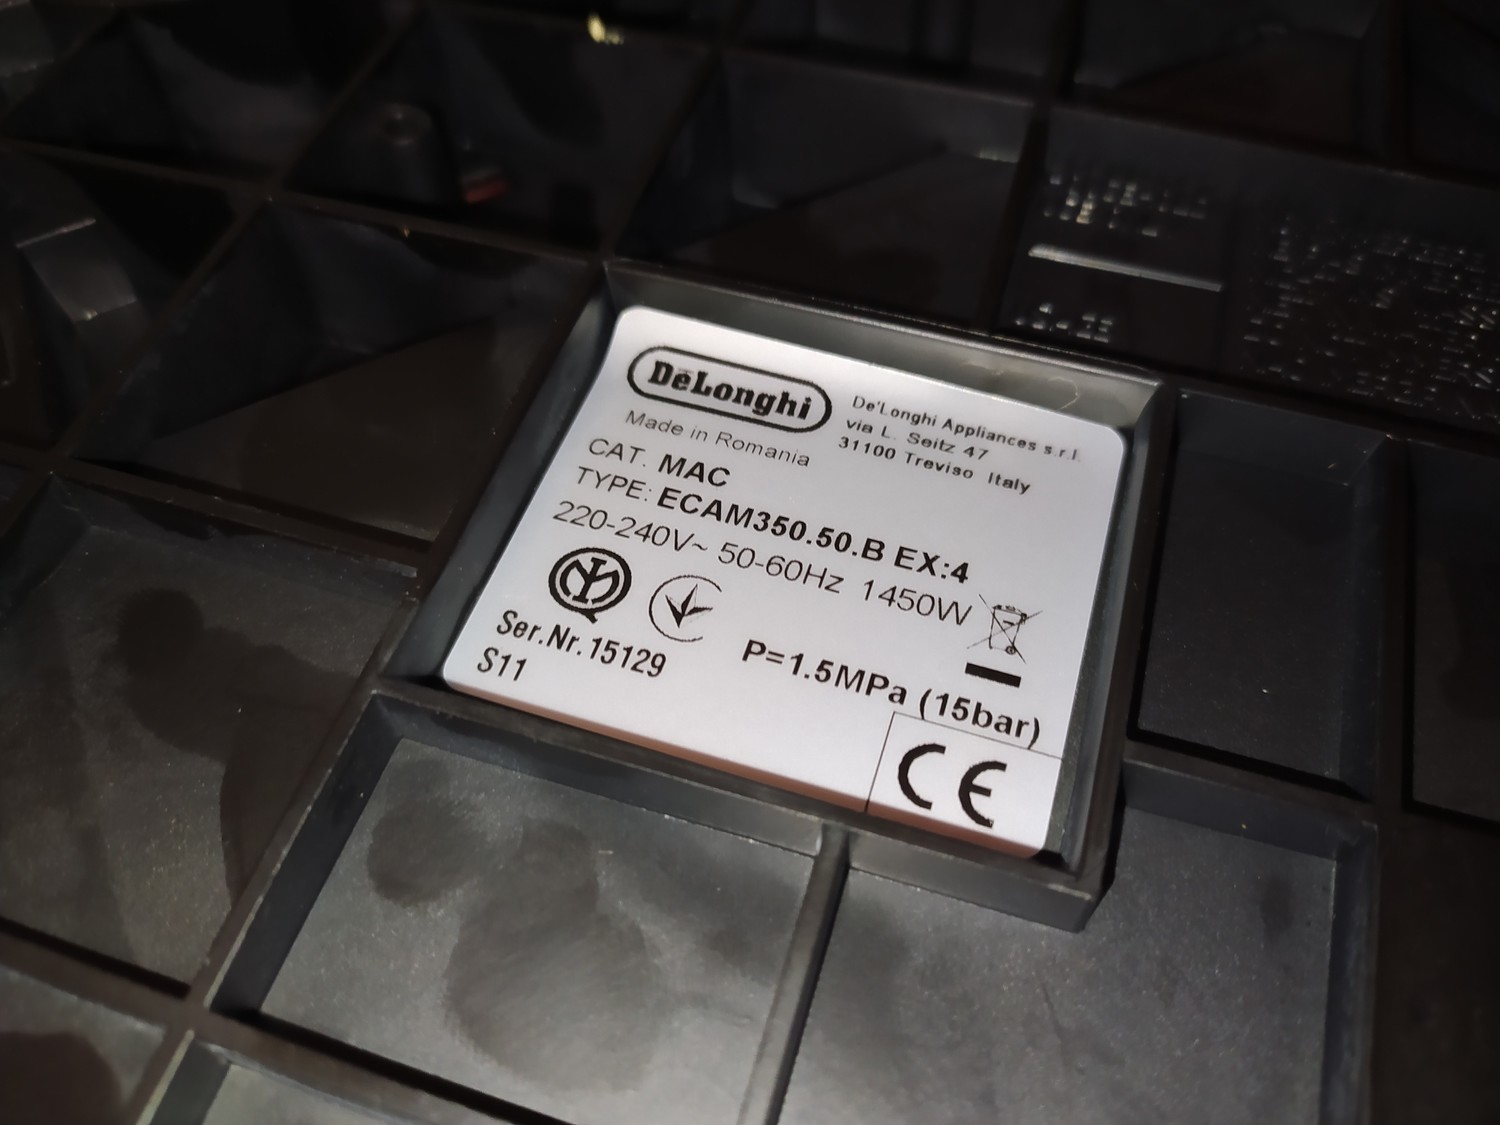 DeLonghi
De'Longhi Appliances s.r.l.
via L. Seitz 47
31100 Treviso Italy
Made in Romania
CAT. MAC
TYPE: ECAM350.50.B EX:4
220-240V~ 50-60Hz 1450W
Ser.Nr.15129
S11
P=1.5MPa (15bar)
CE